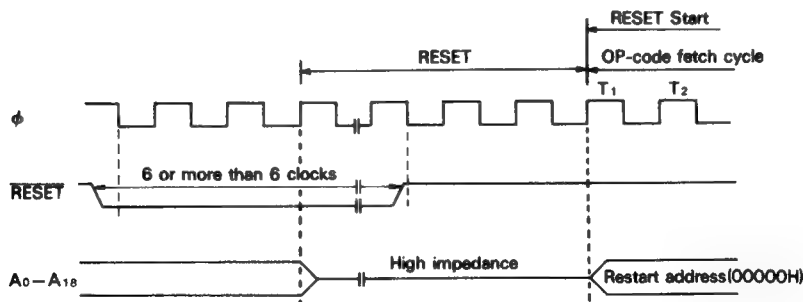 RESET Start
RESET
OP-code fetch cycle
T1 T2
φ
6 or more than 6 clocks
RESET
High impedance
A0–A18
Restart address(00000H)